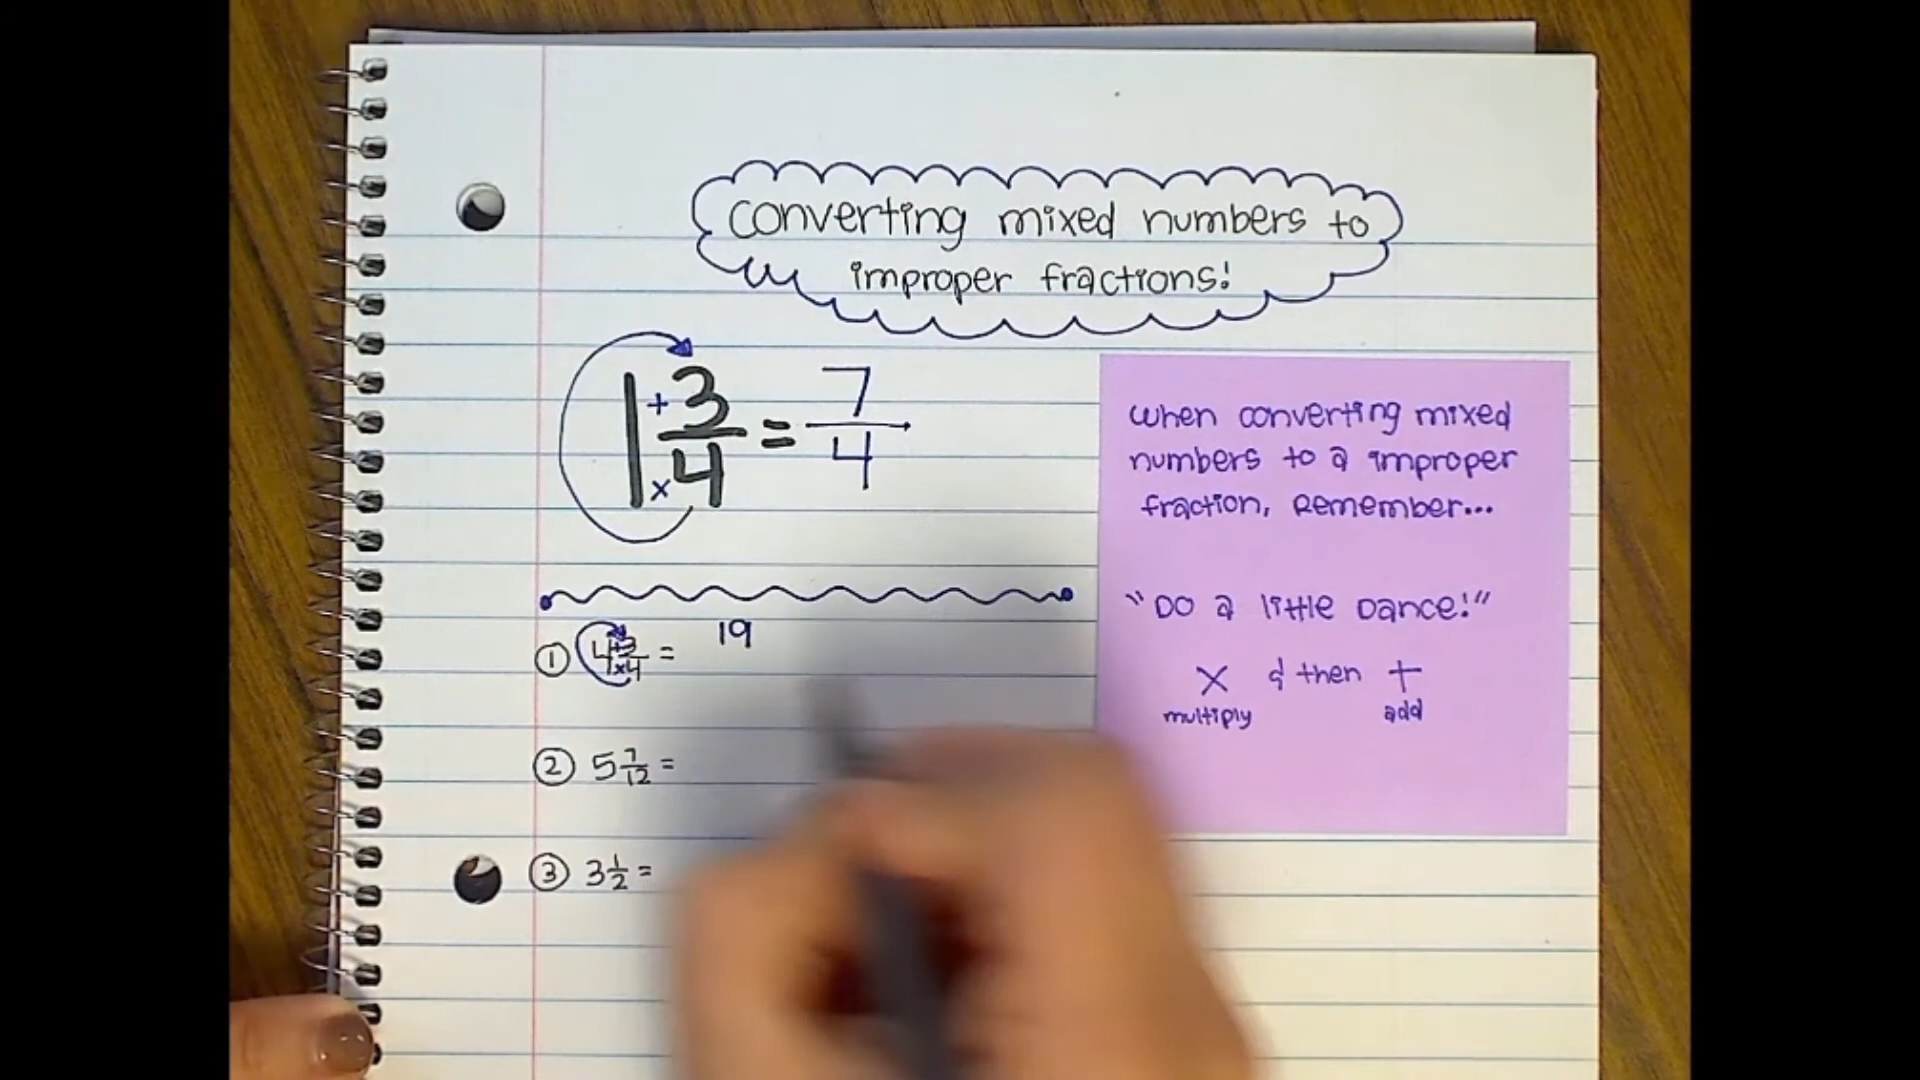 converting mixed numbers to
improper fractions!
1 + 3/4 x = 7/4
When converting mixed
numbers to a improper
fraction, Remember...
"Do a little Dance!"
x & then +
multiply add
① 4 + 3/4 x = 19
② 5 7/12 =
③ 3 1/2 =